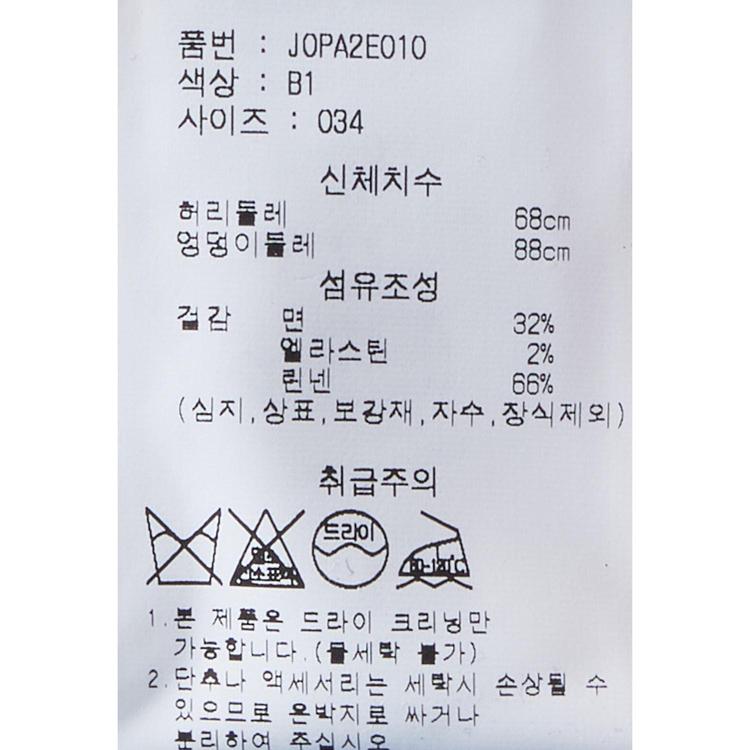 품번 : JOPA2E010
색상 : B1
사이즈 : 034
신체치수
허리둘레 68cm
엉덩이둘레 88cm
섬유조성
겉감 면 32%
엘라스틴 2%
린넨 66%
(심지,상표,보강재,자수,장식제외)
취급주의
드라이
80-120℃
1.본 제품은 드라이 크리닝만
가능합니다.(물세탁 불가)
2.단추나 액세서리는 세탁시 손상될 수
있으므로 은박지로 싸거나
분리하여 주십시오